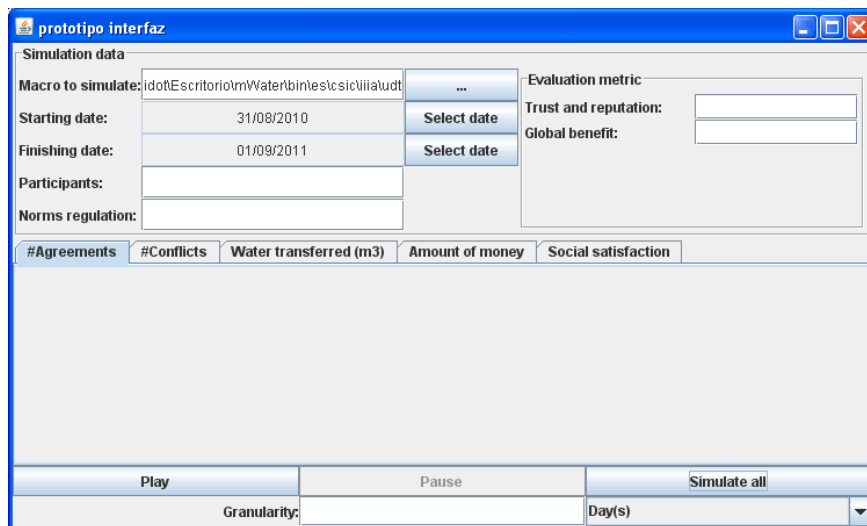 prototipo interfaz
Simulation data
Macro to simulate: idot\Escritorio\mWater\bin\es\csic\iiia\udt ...
Starting date: 31/08/2010 Select date
Finishing date: 01/09/2011 Select date
Participants:
Norms regulation:
Evaluation metric
Trust and reputation:
Global benefit:
#Agreements #Conflicts Water transferred (m3) Amount of money Social satisfaction
Play Pause Simulate all
Granularity: Day(s)